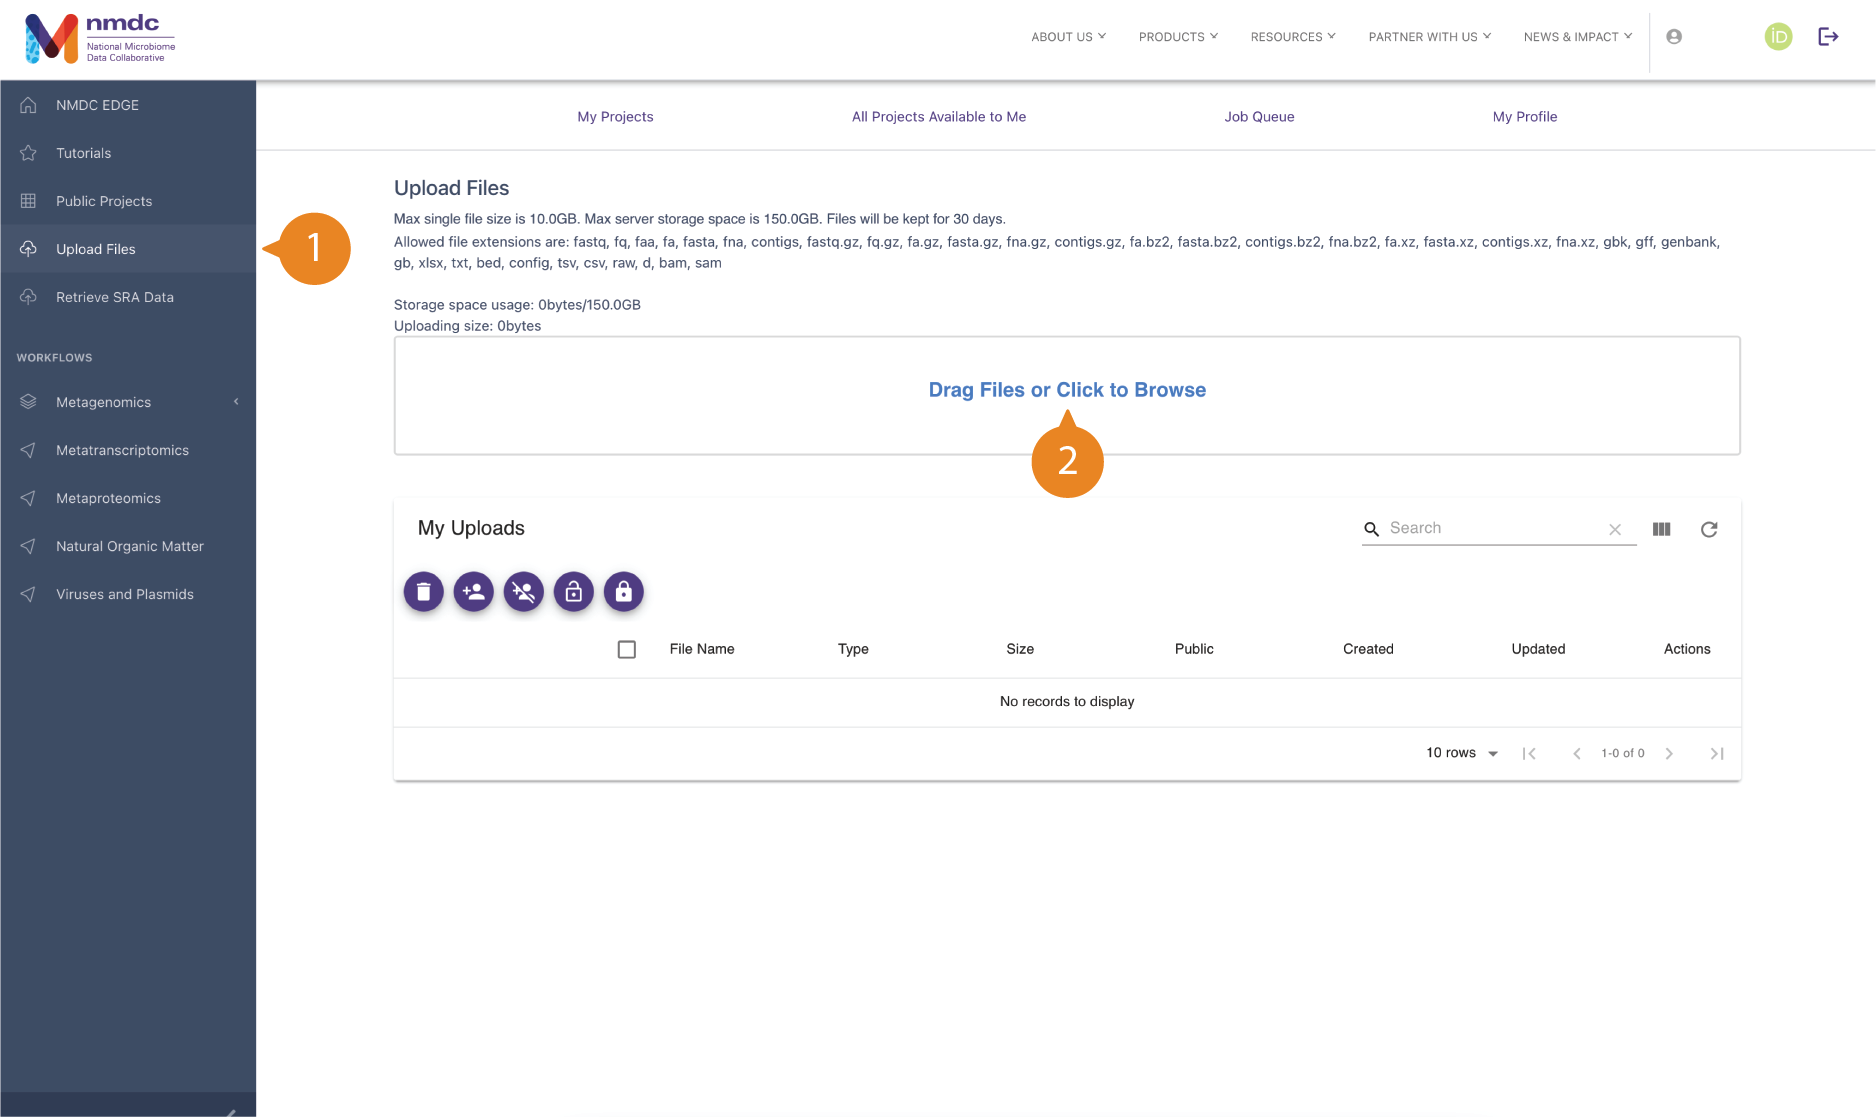 nmdc
National Microbiome
Data Collaborative
ABOUT US
PRODUCTS
RESOURCES
PARTNER WITH US
NEWS & IMPACT
iD
NMDC EDGE
Tutorials
Public Projects
Upload Files
Retrieve SRA Data
WORKFLOWS
Metagenomics
Metatranscriptomics
Metaproteomics
Natural Organic Matter
Viruses and Plasmids
My Projects
All Projects Available to Me
Job Queue
My Profile
1
Upload Files
Max single file size is 10.0GB. Max server storage space is 150.0GB. Files will be kept for 30 days.
Allowed file extensions are: fastq, fq, faa, fa, fasta, fna, contigs, fastq.gz, fq.gz, fa.gz, fasta.gz, fna.gz, contigs.gz, fa.bz2, fasta.bz2, contigs.bz2, fna.bz2, fa.xz, fasta.xz, contigs.xz, fna.xz, gbk, gff, genbank,
gb, xlsx, txt, bed, config, tsv, csv, raw, d, bam, sam
Storage space usage: 0bytes/150.0GB
Uploading size: 0bytes
Drag Files or Click to Browse
2
My Uploads
Search
File Name
Type
Size
Public
Created
Updated
Actions
No records to display
10 rows
1-0 of 0